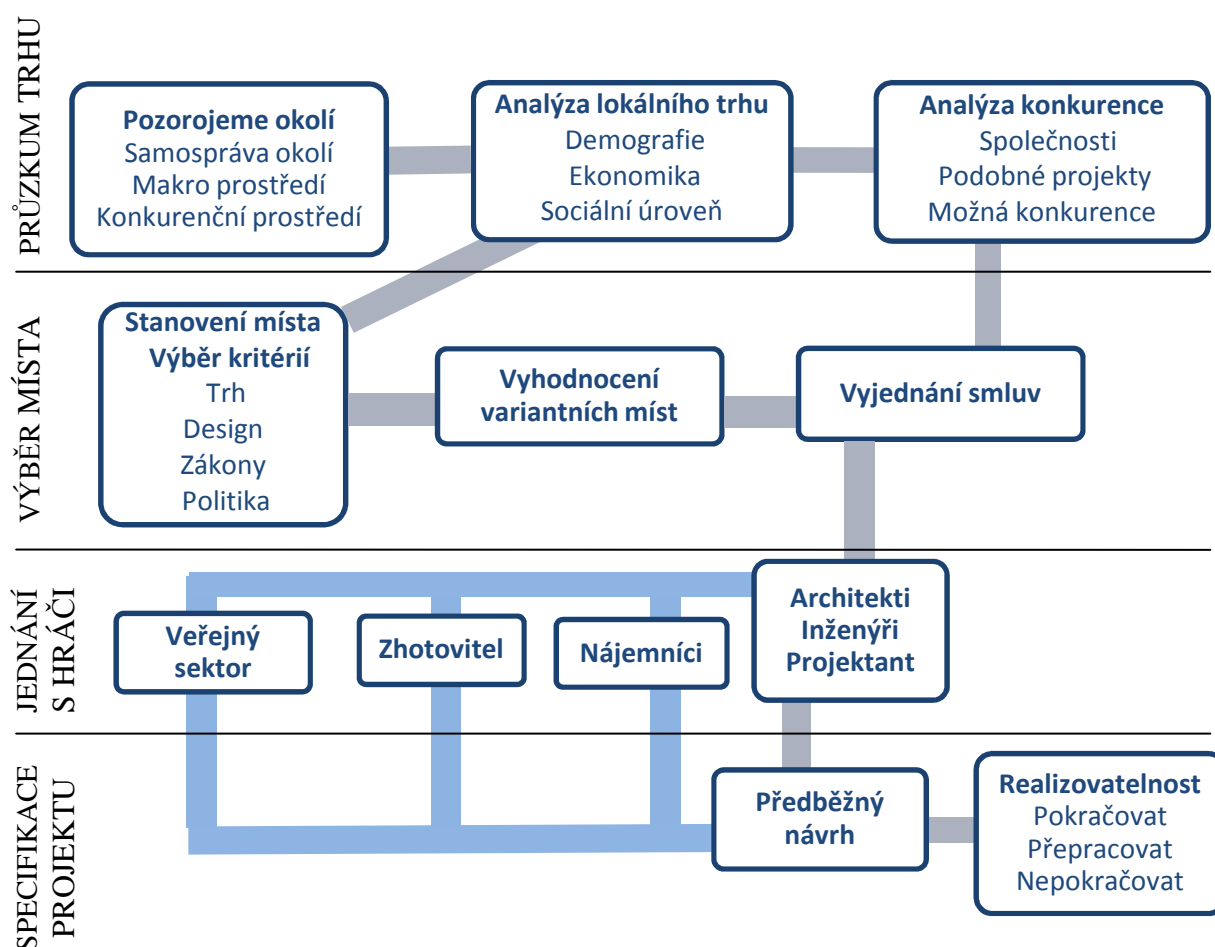 PRŮZKUM TRHU
Pozorojeme okolí
Samospráva okolí
Makro prostředí
Konkurenční prostředí
Analýza lokálního trhu
Demografie
Ekonomika
Sociální úroveň
Analýza konkurence
Společnosti
Podobné projekty
Možná konkurence
VÝBĚR MÍSTA
Stanovení místa
Výběr kritérií
Trh
Design
Zákony
Politika
Vyhodnocení
variantních míst
Vyjednání smluv
JEDNÁNÍ
S HRÁČI
Veřejný
sektor
Zhotovitel
Nájemníci
Architekti
Inženýři
Projektant
SPECIFIKACE
PROJEKTU
Předběžný
návrh
Realizovatelnost
Pokračovat
Přepracovat
Nepokračovat